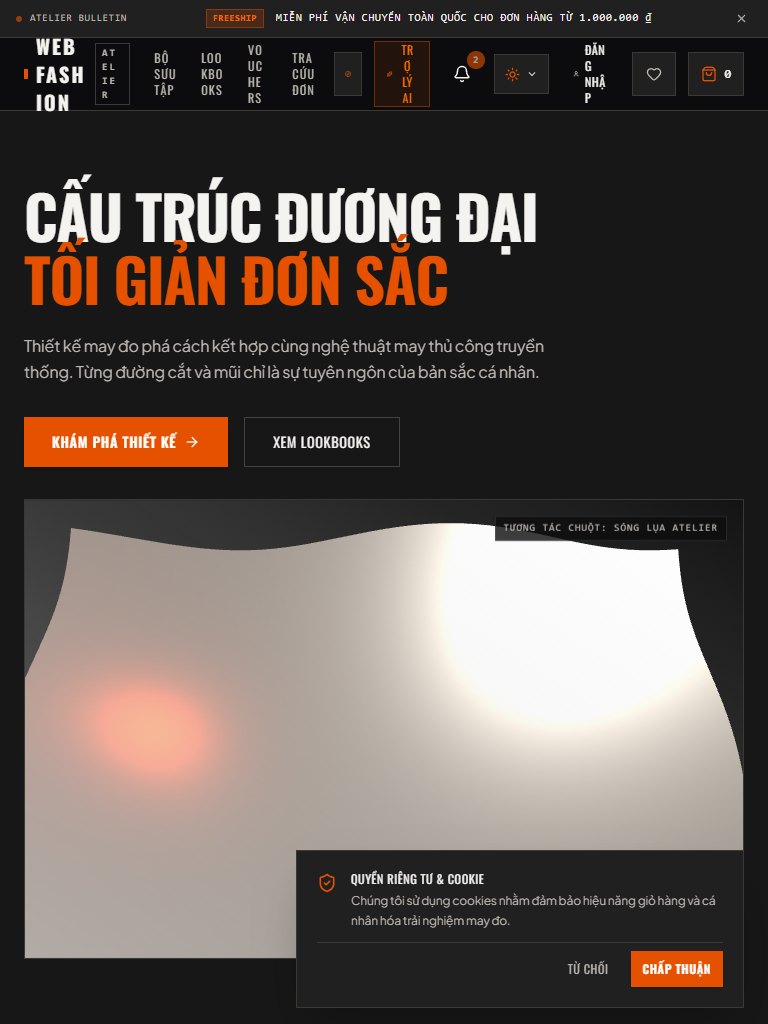 ATELIER BULLETIN
FREESHIP
MIỄN PHÍ VẬN CHUYỂN TOÀN QUỐC CHO ĐƠN HÀNG TỪ 1.000.000 ₫
WEB
FASH
ION
AT
EL
IE
R
BỘ
SƯU
TẬP
LOO
KBO
OKS
VO
UC
HE
RS
TRA
CỨU
ĐƠN
TR
Ợ
LÝ
AI
2
ĐĂN
G
NHẬ
P
0
CẤU TRÚC ĐƯƠNG ĐẠI
TỐI GIẢN ĐƠN SẮC
Thiết kế may đo phá cách kết hợp cùng nghệ thuật may thủ công truyền
thống. Từng đường cắt và mũi chỉ là sự tuyên ngôn của bản sắc cá nhân.
KHÁM PHÁ THIẾT KẾ
XEM LOOKBOOKS
TƯƠNG TÁC CHUỘT: SÓNG LỤA ATELIER
QUYỀN RIÊNG TƯ & COOKIE
Chúng tôi sử dụng cookies nhằm đảm bảo hiệu năng giỏ hàng và cá
nhân hóa trải nghiệm may đo.
TỪ CHỐI
CHẤP THUẬN